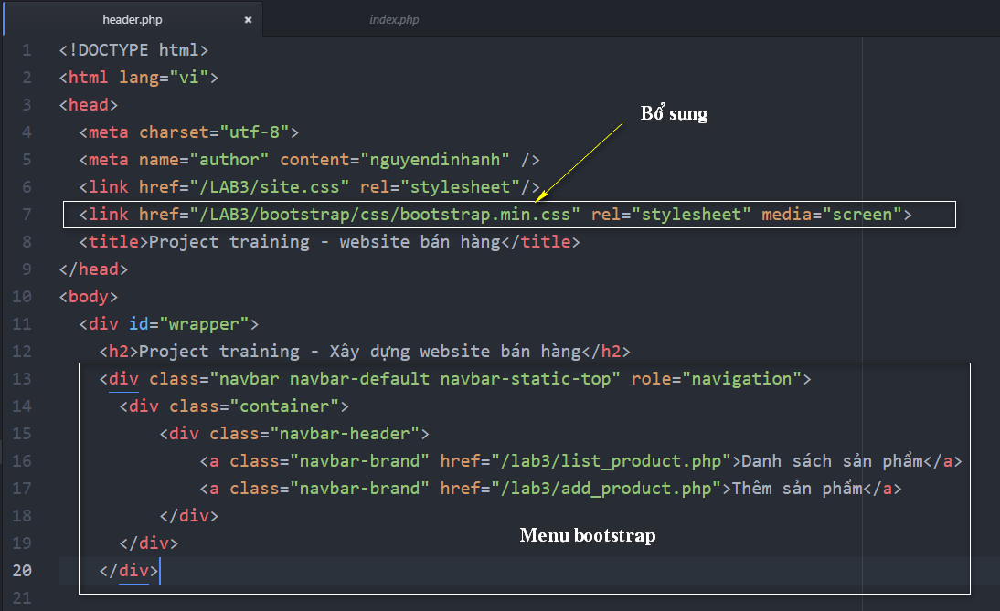 header.php × index.php
1 <!DOCTYPE html>
2 <html lang="vi">
3 <head>
Bổ sung
4 <meta charset="utf-8">
5 <meta name="author" content="nguyendinhanh" />
6 <link href="/LAB3/site.css" rel="stylesheet"/>
7 <link href="/LAB3/bootstrap/css/bootstrap.min.css" rel="stylesheet" media="screen">
8 <title>Project training - website bán hàng</title>
9 </head>
10 <body>
11 <div id="wrapper">
12 <h2>Project training - Xây dựng website bán hàng</h2>
13 <div class="navbar navbar-default navbar-static-top" role="navigation">
14 <div class="container">
15 <div class="navbar-header">
16 <a class="navbar-brand" href="/lab3/list_product.php">Danh sách sản phẩm</a>
17 <a class="navbar-brand" href="/lab3/add_product.php">Thêm sản phẩm</a>
18 </div>
Menu bootstrap
19 </div>
20 </div>
21